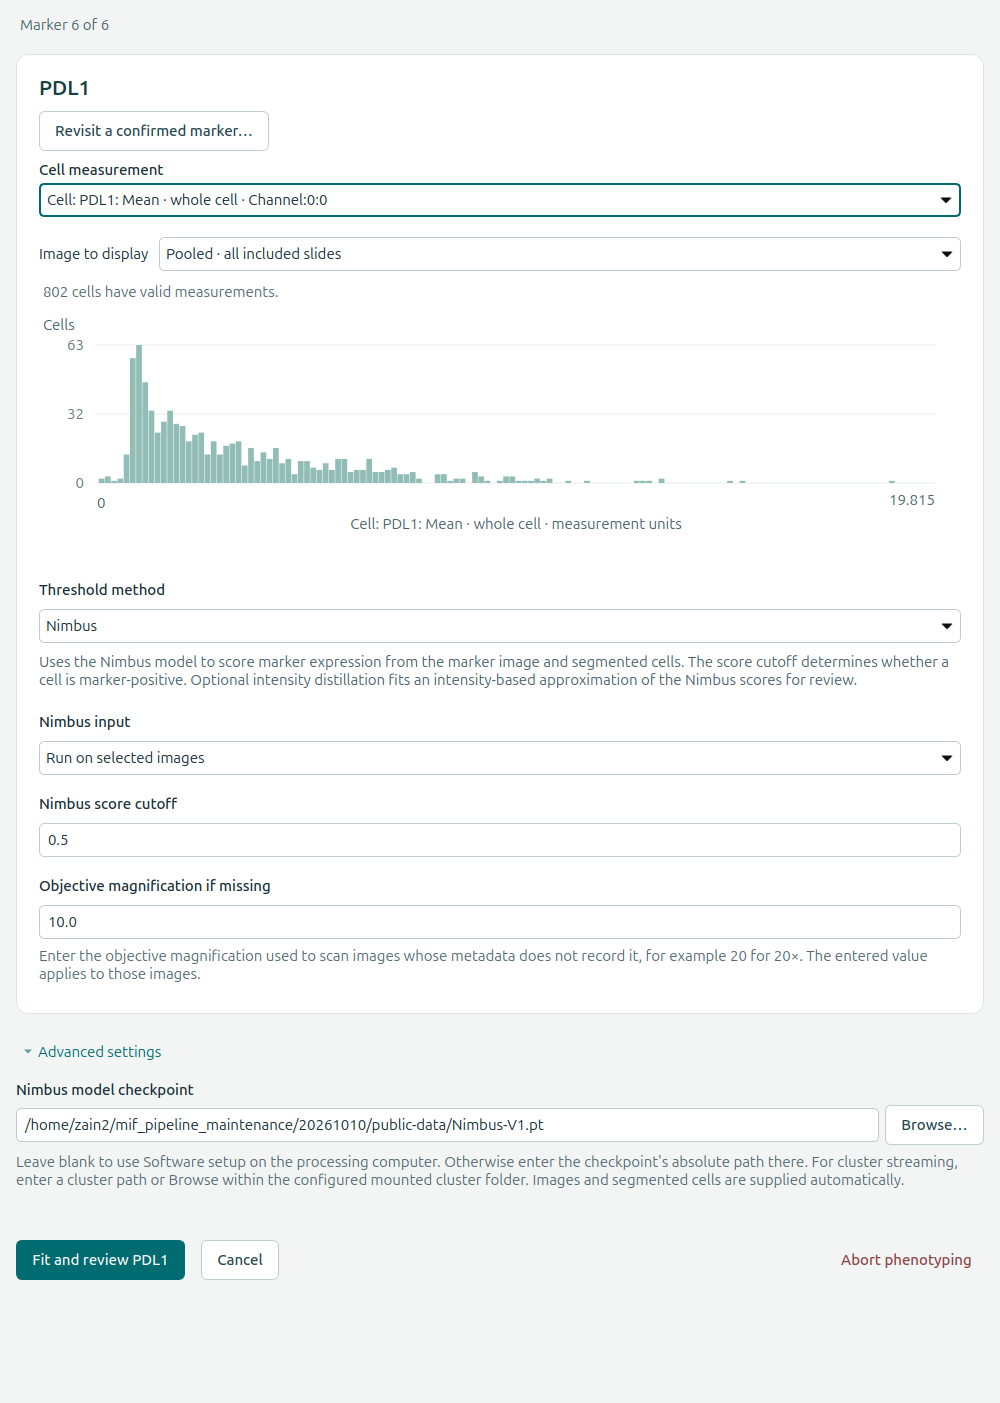 Marker 6 of 6
PDL1
Revisit a confirmed marker...
Cell measurement
Cell: PDL1: Mean · whole cell · Channel:0:0
Image to display
Pooled · all included slides
802 cells have valid measurements.
Cells
63
32
0
0
19.815
Cell: PDL1: Mean · whole cell · measurement units
Threshold method
Nimbus
Uses the Nimbus model to score marker expression from the marker image and segmented cells. The score cutoff determines whether a
cell is marker-positive. Optional intensity distillation fits an intensity-based approximation of the Nimbus scores for review.
Nimbus input
Run on selected images
Nimbus score cutoff
0.5
Objective magnification if missing
10.0
Enter the objective magnification used to scan images whose metadata does not record it, for example 20 for 20×. The entered value
applies to those images.
Advanced settings
Nimbus model checkpoint
/home/zain2/mif_pipeline_maintenance/20261010/public-data/Nimbus-V1.pt
Browse...
Leave blank to use Software setup on the processing computer. Otherwise enter the checkpoint's absolute path there. For cluster streaming,
enter a cluster path or Browse within the configured mounted cluster folder. Images and segmented cells are supplied automatically.
Fit and review PDL1
Cancel
Abort phenotyping